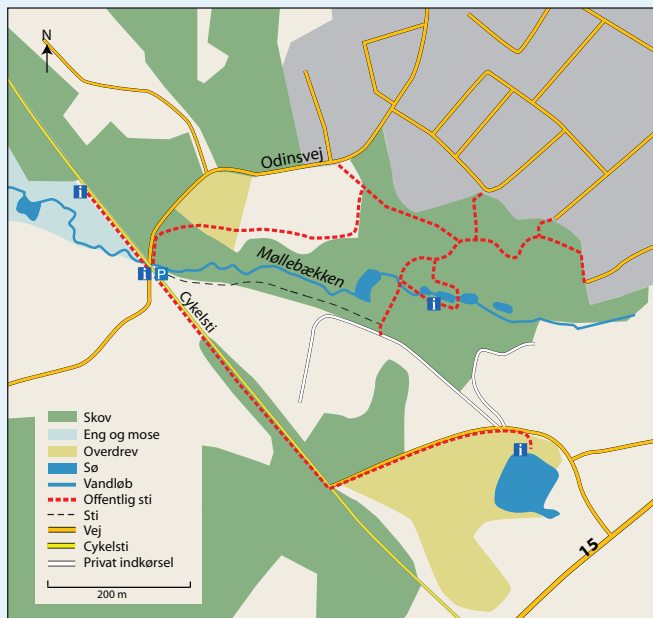 N
Odinsvej
i
Møllebækken
i P
i
Cykelsti
Skov
Eng og mose
Overdrev
Sø
Vandløb
Offentlig sti
Sti
Vej
Cykelsti
Privat indkørsel
200 m
i
15